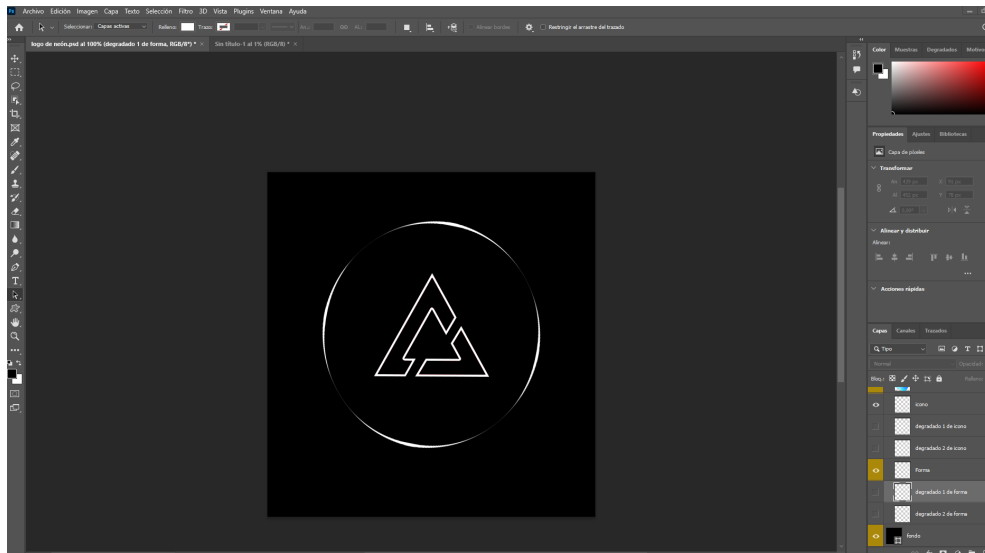 Archivo Edición Imagen Capa Texto Selección Filtro 3D Vista Plugins Ventana Ayuda
Seleccionar: Capas activas Relleno: Trazo: Alinear bordes Restringir el arrastre del trazado
logo de neón.psd al 100% (degradado 1 de forma, RGB/8*) * × Sin título-1 al 1% (RGB/8) * ×
Color Muestras Degradados Motivos
Propiedades Ajustes Bibliotecas
Capa de píxeles
Transformar
Alinear y distribuir
Alinear:
Acciones rápidas
Capas Canales Trazados
Tipo
Normal Opacidad:
Bloq.: Relleno:
icono
degradado 1 de icono
degradado 2 de icono
Forma
degradado 1 de forma
degradado 2 de forma
fondo